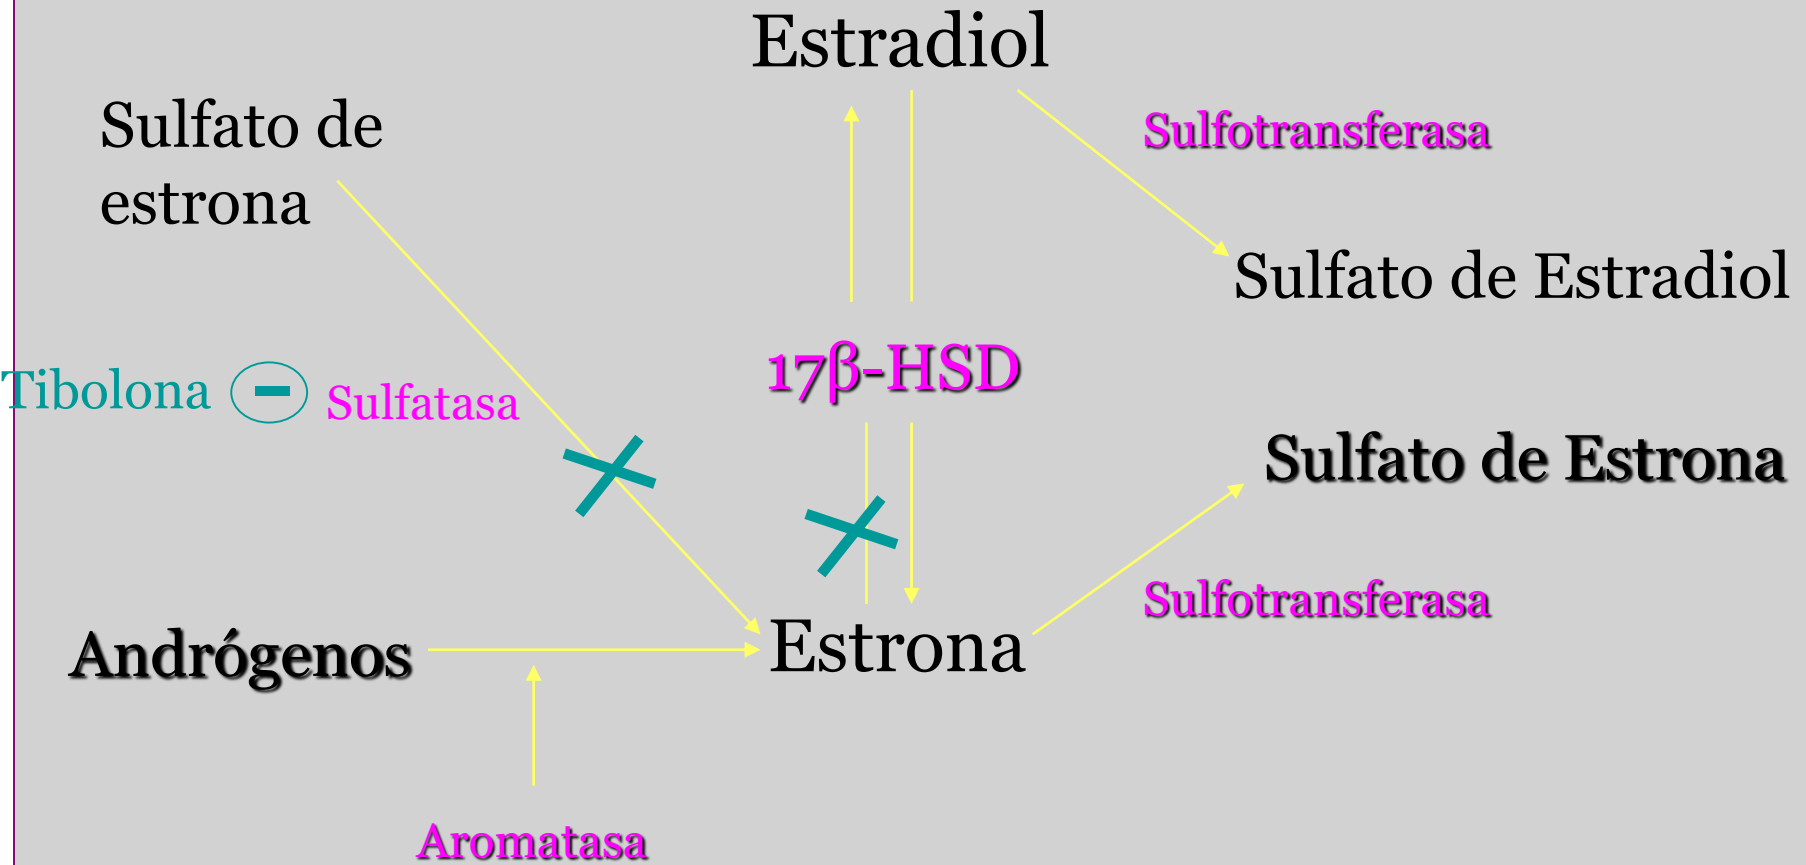 Estradiol
Sulfato de
estrona
Sulfotransferasa
Sulfato de Estradiol
17β-HSD
Tibolona
Sulfatasa
Sulfato de Estrona
Sulfotransferasa
Andrógenos
Estrona
Aromatasa